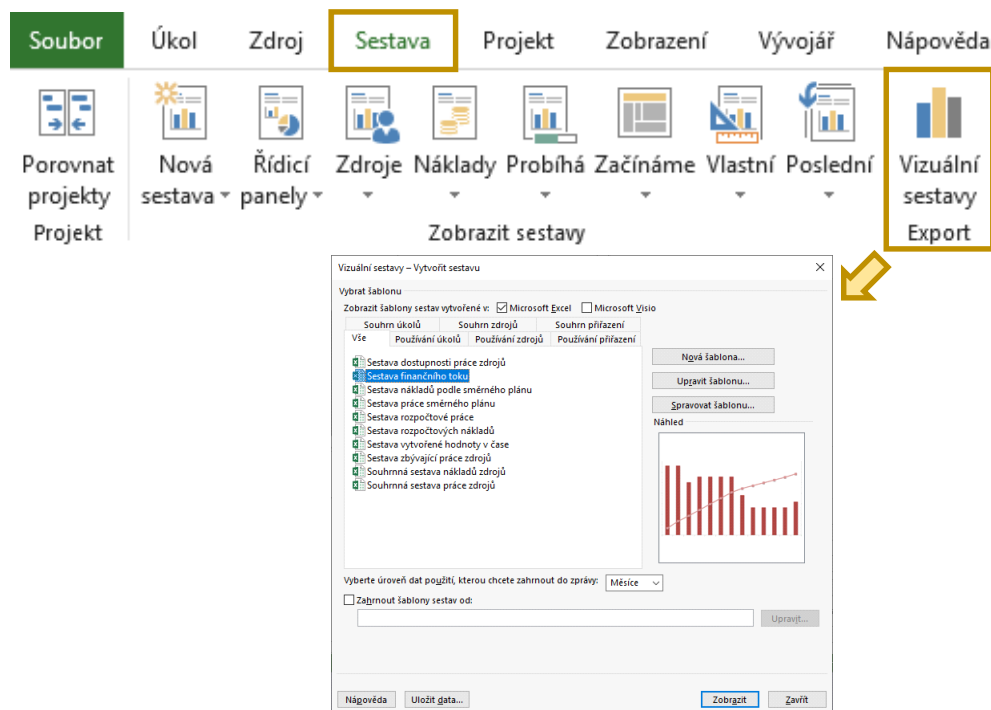 Soubor Úkol Zdroj Sestava Projekt Zobrazení Vývojář Nápověda
Porovnat projekty
Nová sestava
Řídicí panely
Zdroje
Náklady
Probíhá
Začínáme
Vlastní
Poslední
Vizuální sestavy
Projekt
Zobrazit sestavy
Export
Vizuální sestavy – Vytvořit sestavu
Vybrat šablonu
Zobrazit šablony sestav vytvořené v: Microsoft Excel Microsoft Visio
Souhrn úkolů Souhrn zdrojů Souhrn přiřazení
Vše Používání úkolů Používání zdrojů Používání přiřazení
Sestava dostupnosti práce zdrojů
Sestava finančního toku
Sestava nákladů podle směrného plánu
Sestava práce směrného plánu
Sestava rozpočtové práce
Sestava rozpočtových nákladů
Sestava vytvořené hodnoty v čase
Sestava zbývající práce zdrojů
Souhrnná sestava nákladů zdrojů
Souhrnná sestava práce zdrojů
Nová šablona...
Upravit šablonu...
Spravovat šablonu...
Náhled
Vyberte úroveň dat použití, kterou chcete zahrnout do zprávy: Měsíce
Zahrnout šablony sestav od:
Upravit...
Nápověda Uložit data... Zobrazit Zavřít